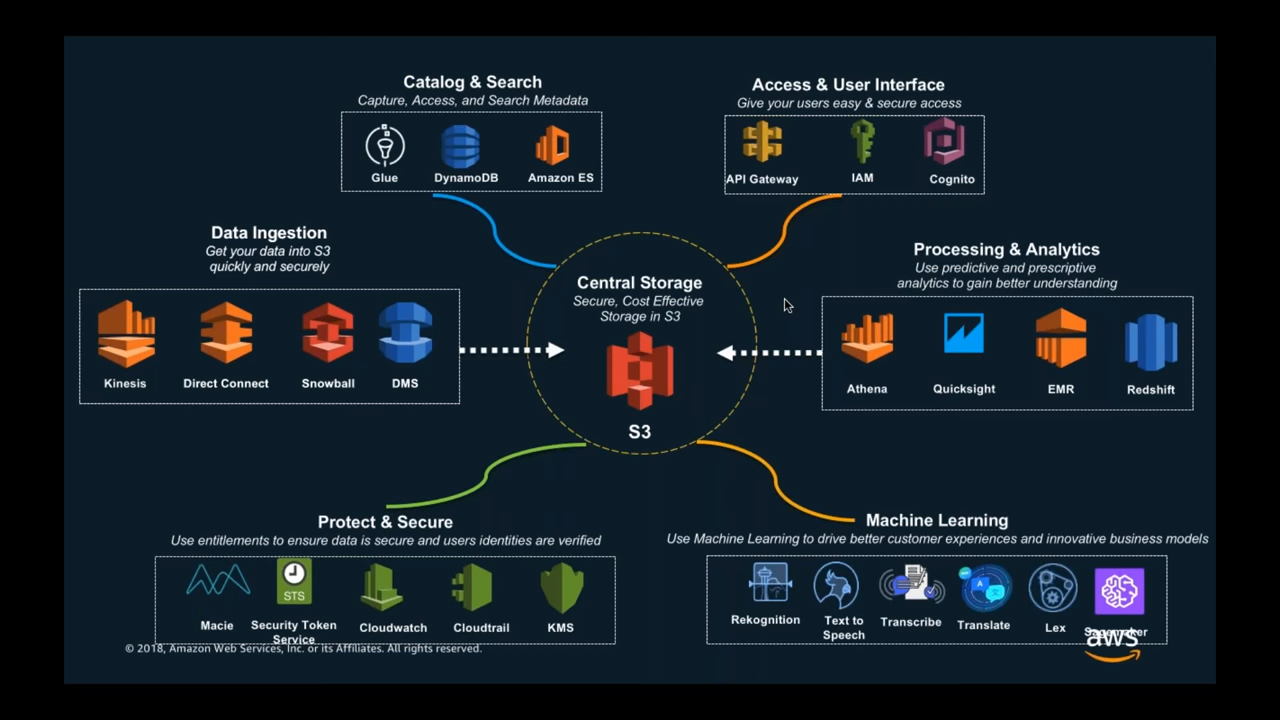 Catalog & Search
Capture, Access, and Search Metadata
Glue
DynamoDB
Amazon ES
Access & User Interface
Give your users easy & secure access
API Gateway
IAM
Cognito
Data Ingestion
Get your data into S3
quickly and securely
Kinesis
Direct Connect
Snowball
DMS
Central Storage
Secure, Cost Effective
Storage in S3
S3
Processing & Analytics
Use predictive and prescriptive
analytics to gain better understanding
Athena
Quicksight
EMR
Redshift
Protect & Secure
Use entitlements to ensure data is secure and users identities are verified
Macie
STS
Security Token
Service
Cloudwatch
Cloudtrail
KMS
Machine Learning
Use Machine Learning to drive better customer experiences and innovative business models
Rekognition
Text to
Speech
Transcribe
A
Translate
Lex
Sagemaker
© 2018, Amazon Web Services, Inc. or its Affiliates. All rights reserved.
aws